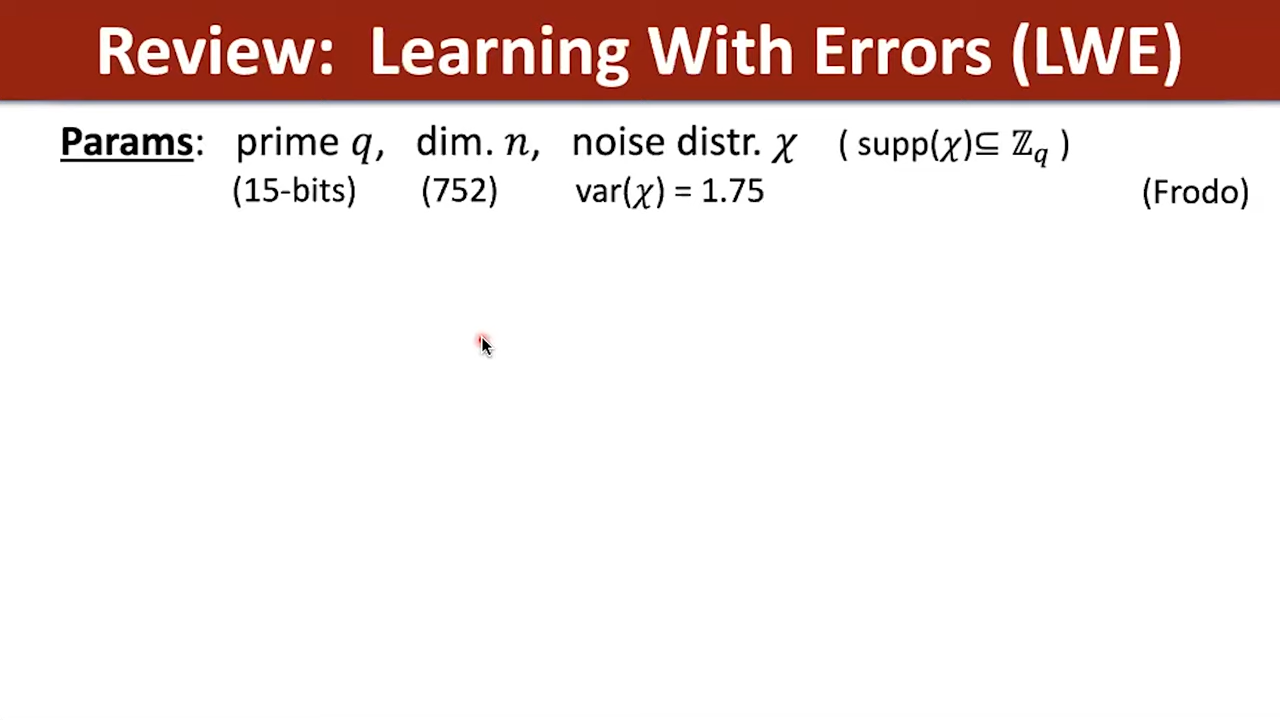 Review: Learning With Errors (LWE)
Params: prime 𝑞, dim. 𝑛, noise distr. 𝜒 ( supp(𝜒)⊆ ℤ𝑞 )
(15-bits) (752) var(𝜒) = 1.75 (Frodo)